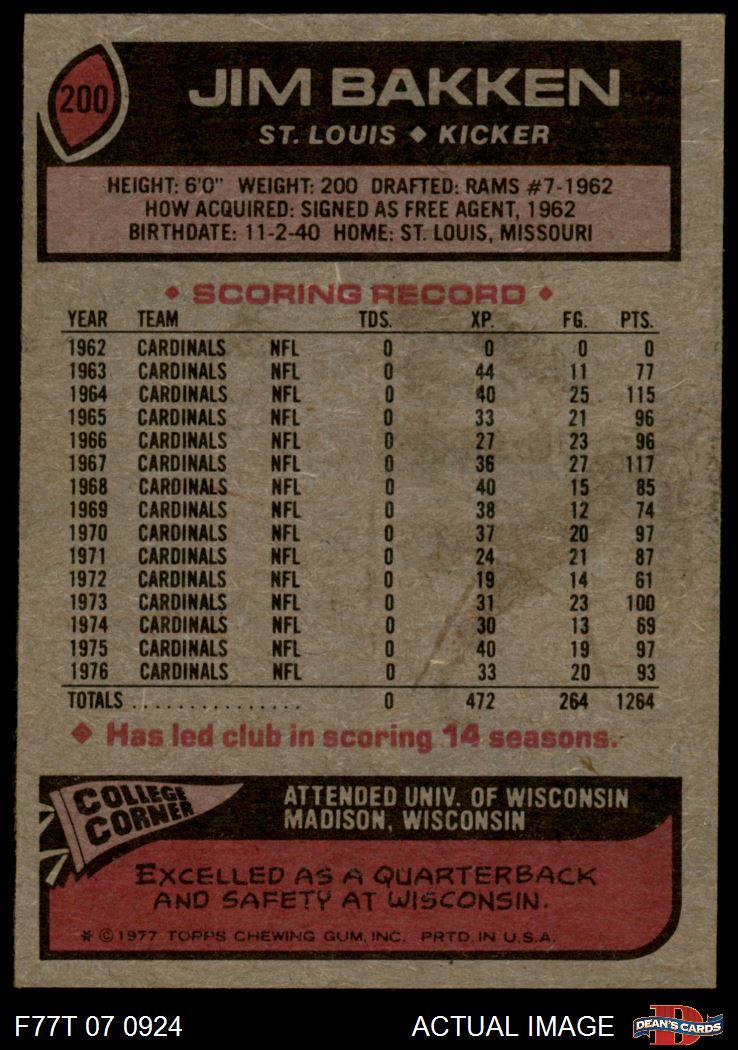 200
JIM BAKKEN
ST. LOUIS ◆ KICKER
HEIGHT: 6'0" WEIGHT: 200 DRAFTED: RAMS #7-1962
HOW ACQUIRED: SIGNED AS FREE AGENT, 1962
BIRTHDATE: 11-2-40 HOME: ST. LOUIS, MISSOURI
◆ SCORING RECORD ◆
YEAR TEAM TDS. XP. FG. PTS.
1962 CARDINALS NFL 0 0 0 0
1963 CARDINALS NFL 0 44 11 77
1964 CARDINALS NFL 0 40 25 115
1965 CARDINALS NFL 0 33 21 96
1966 CARDINALS NFL 0 27 23 96
1967 CARDINALS NFL 0 36 27 117
1968 CARDINALS NFL 0 40 15 85
1969 CARDINALS NFL 0 38 12 74
1970 CARDINALS NFL 0 37 20 97
1971 CARDINALS NFL 0 24 21 87
1972 CARDINALS NFL 0 19 14 61
1973 CARDINALS NFL 0 31 23 100
1974 CARDINALS NFL 0 30 13 69
1975 CARDINALS NFL 0 40 19 97
1976 CARDINALS NFL 0 33 20 93
TOTALS . . . . . . . . . . . . . . . 0 472 264 1264
◆ Has led club in scoring 14 seasons.
COLLEGE
CORNER
ATTENDED UNIV. OF WISCONSIN
MADISON, WISCONSIN
EXCELLED AS A QUARTERBACK
AND SAFETY AT WISCONSIN.
* © 1977 TOPPS CHEWING GUM, INC. PRTD. IN U.S.A.
F77T 07 0924 ACTUAL IMAGE
D
DEAN'S CARDS